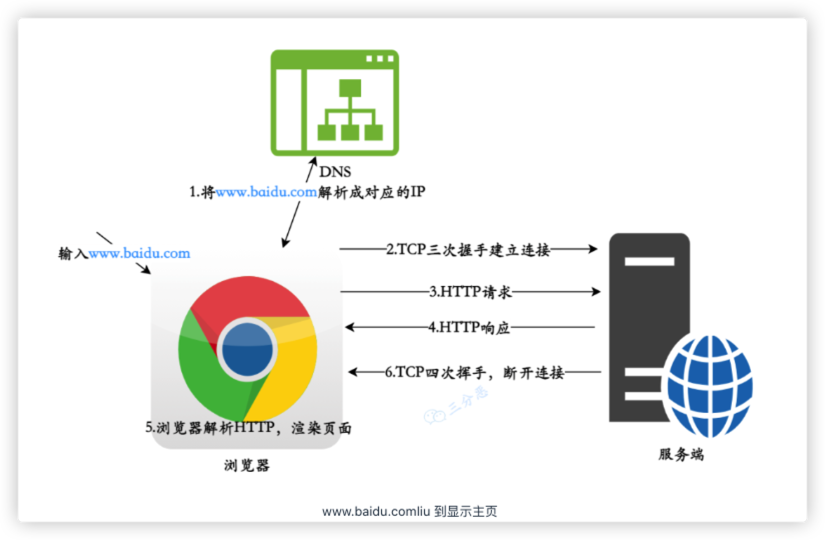 DNS
1.将www.baidu.com解析成对应的IP
输入www.baidu.com
2.TCP三次握手建立连接
3.HTTP请求
4.HTTP响应
6.TCP四次挥手，断开连接
三分恶
5.浏览器解析HTTP，渲染页面
浏览器
服务端
www.baidu.comliu 到显示主页